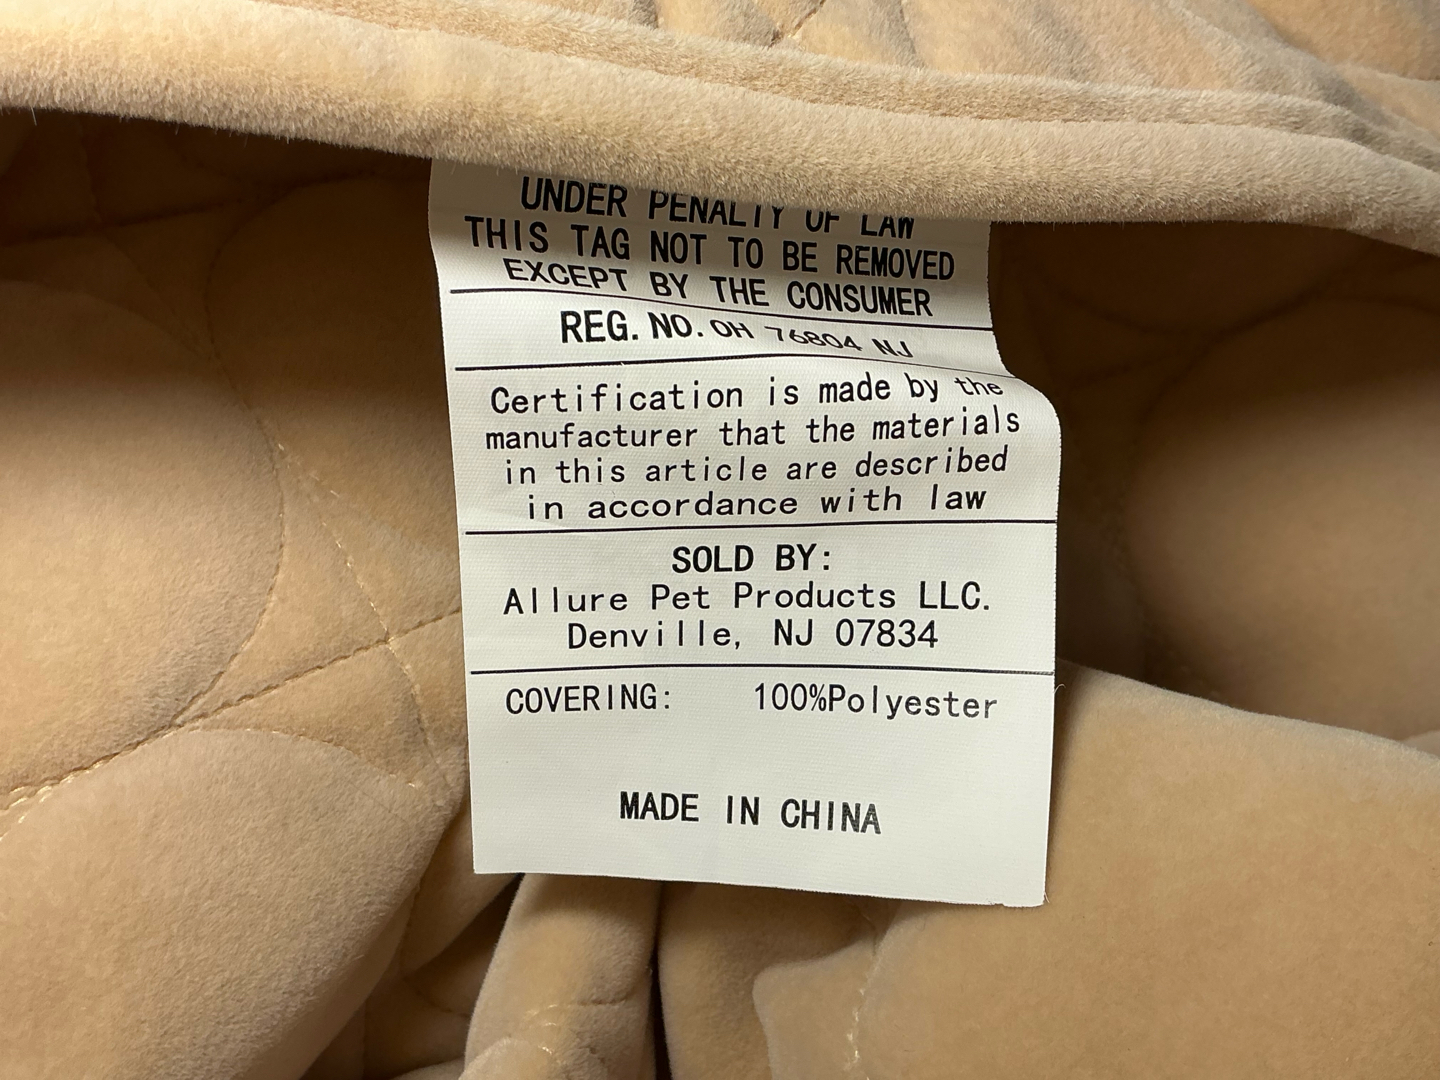 UNDER PENALTY OF LAW
THIS TAG NOT TO BE REMOVED
EXCEPT BY THE CONSUMER
REG. NO. OH 76804 NJ
Certification is made by the
manufacturer that the materials
in this article are described
in accordance with law
SOLD BY:
Allure Pet Products LLC.
Denville, NJ 07834
COVERING: 100%Polyester
MADE IN CHINA